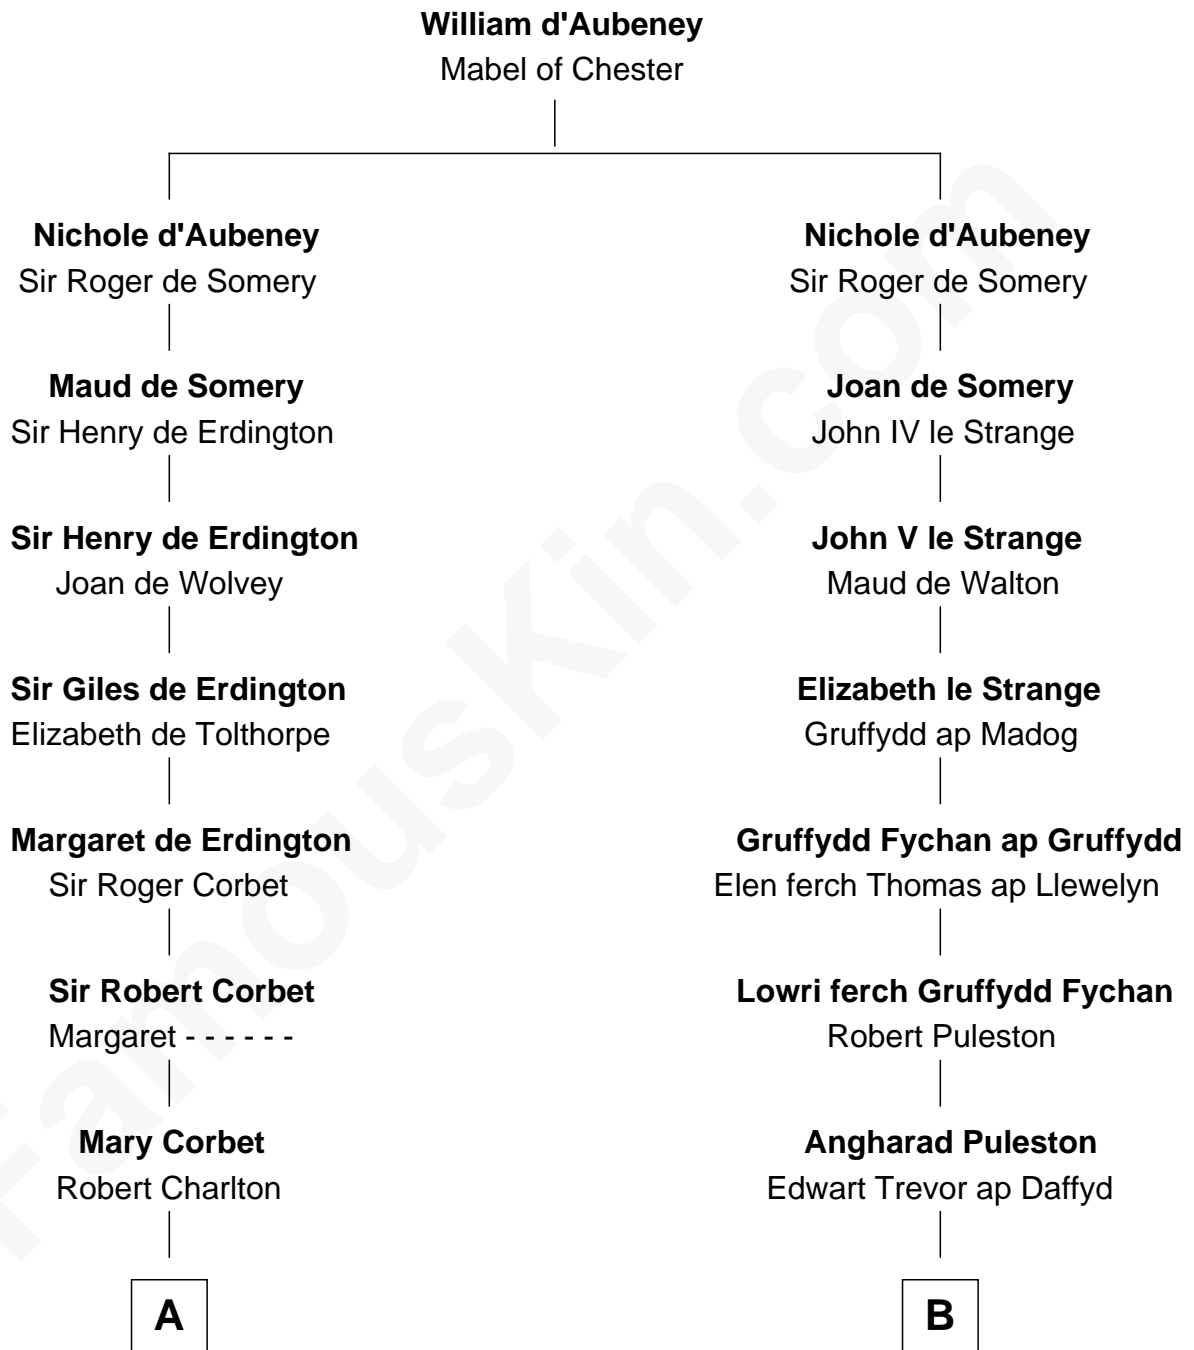 William d'Aubeney
Mabel of Chester
Nichole d'Aubeney
Sir Roger de Somery
Maud de Somery
Sir Henry de Erdington
Sir Henry de Erdington
Joan de Wolvey
Sir Giles de Erdington
Elizabeth de Tolthorpe
Margaret de Erdington
Sir Roger Corbet
Sir Robert Corbet
Margaret - - - - - -
Mary Corbet
Robert Charlton
A
Nichole d'Aubeney
Sir Roger de Somery
Joan de Somery
John IV le Strange
John V le Strange
Maud de Walton
Elizabeth le Strange
Gruffydd ap Madog
Gruffydd Fychan ap Gruffydd
Elen ferch Thomas ap Llewelyn
Lowri ferch Gruffydd Fychan
Robert Puleston
Angharad Puleston
Edwart Trevor ap Daffyd
B
FamousKin.com